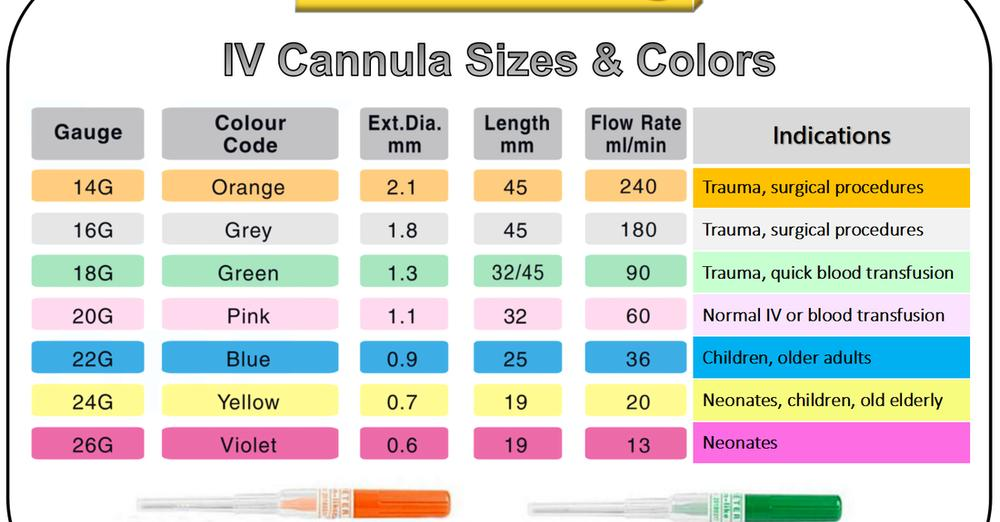 IV Cannula Sizes & Colors
Gauge Colour Code Ext.Dia. mm Length mm Flow Rate ml/min Indications
14G Orange 2.1 45 240 Trauma, surgical procedures
16G Grey 1.8 45 180 Trauma, surgical procedures
18G Green 1.3 32/45 90 Trauma, quick blood transfusion
20G Pink 1.1 32 60 Normal IV or blood transfusion
22G Blue 0.9 25 36 Children, older adults
24G Yellow 0.7 19 20 Neonates, children, old elderly
26G Violet 0.6 19 13 Neonates